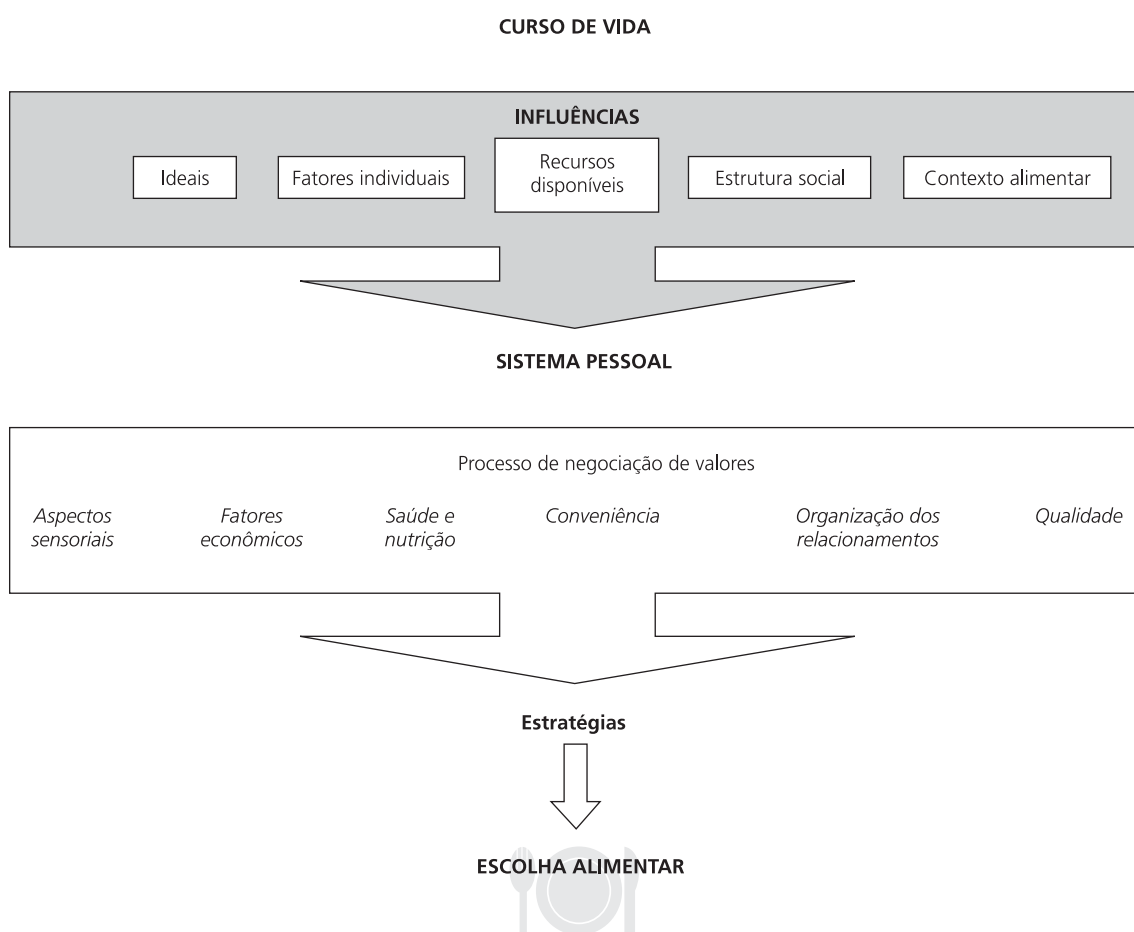 CURSO DE VIDA
INFLUÊNCIAS
Ideais
Fatores individuais
Recursos
disponíveis
Estrutura social
Contexto alimentar
SISTEMA PESSOAL
Processo de negociação de valores
Aspectos
sensoriais
Fatores
econômicos
Saúde e
nutrição
Conveniência
Organização dos
relacionamentos
Qualidade
Estratégias
ESCOLHA ALIMENTAR